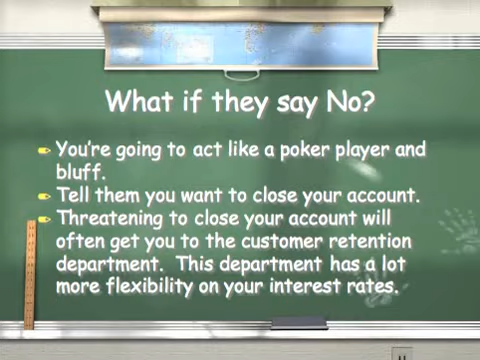 What if they say No?
You're going to act like a poker player and
bluff.
Tell them you want to close your account.
Threatening to close your account will
often get you to the customer retention
department.  This department has a lot
more flexibility on your interest rates.